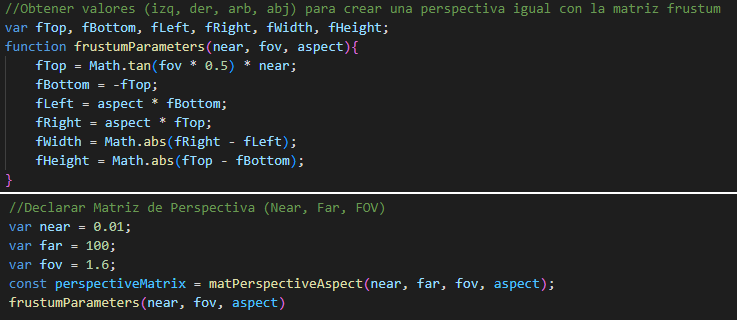 //Obtener valores (izq, der, arb, abj) para crear una perspectiva igual con la matriz frustum
var fTop, fBottom, fLeft, fRight, fWidth, fHeight;
function frustumParameters(near, fov, aspect){
    fTop = Math.tan(fov * 0.5) * near;
    fBottom = -fTop;
    fLeft = aspect * fBottom;
    fRight = aspect * fTop;
    fWidth = Math.abs(fRight - fLeft);
    fHeight = Math.abs(fTop - fBottom);
}
//Declarar Matriz de Perspectiva (Near, Far, FOV)
var near = 0.01;
var far = 100;
var fov = 1.6;
const perspectiveMatrix = matPerspectiveAspect(near, far, fov, aspect);
frustumParameters(near, fov, aspect)